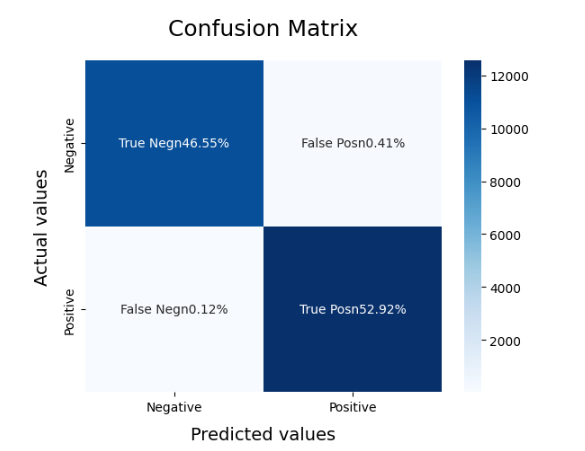 Confusion Matrix
Actual values
Negative
Positive
True Negn46.55%
False Posn0.41%
False Negn0.12%
True Posn52.92%
Negative
Positive
Predicted values
12000
10000
8000
6000
4000
2000